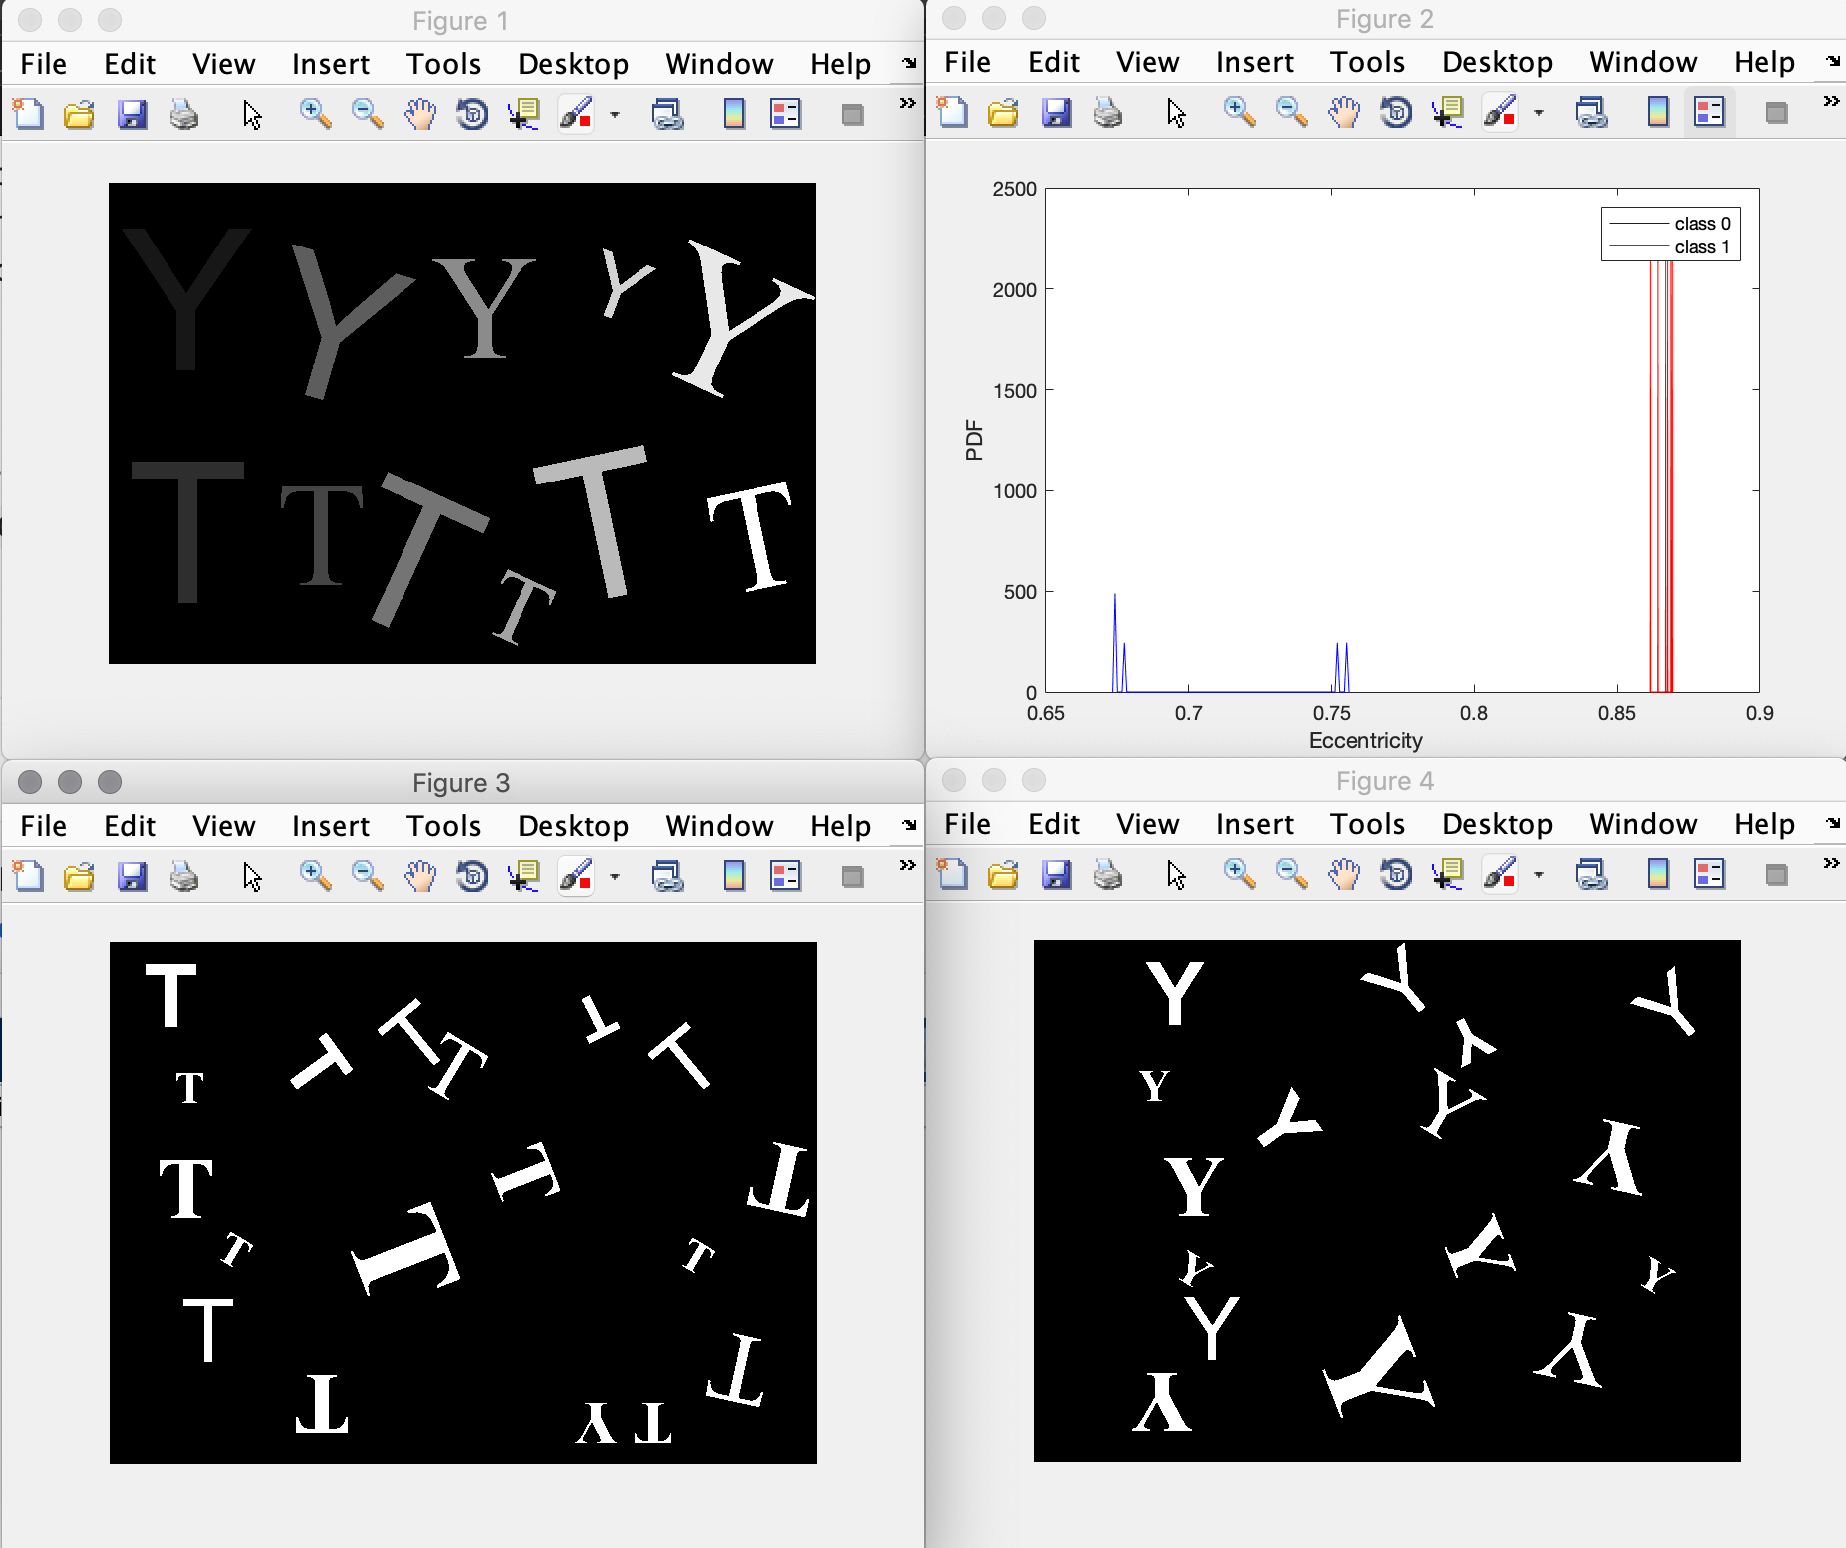 Figure 1
File Edit View Insert Tools Desktop Window Help
Y Y Y Y Y
T T T T T T
Figure 2
File Edit View Insert Tools Desktop Window Help
2500
2000
1500
1000
500
0
PDF
class 0
class 1
0.65 0.7 0.75 0.8 0.85 0.9
Eccentricity
Figure 3
File Edit View Insert Tools Desktop Window Help
T
T T T T T
T
T T T
T T T
T
T T
T Y T
Figure 4
File Edit View Insert Tools Desktop Window Help
Y Y Y
Y
Y Y Y
Y Y
Y Y Y
Y Y Y
Y